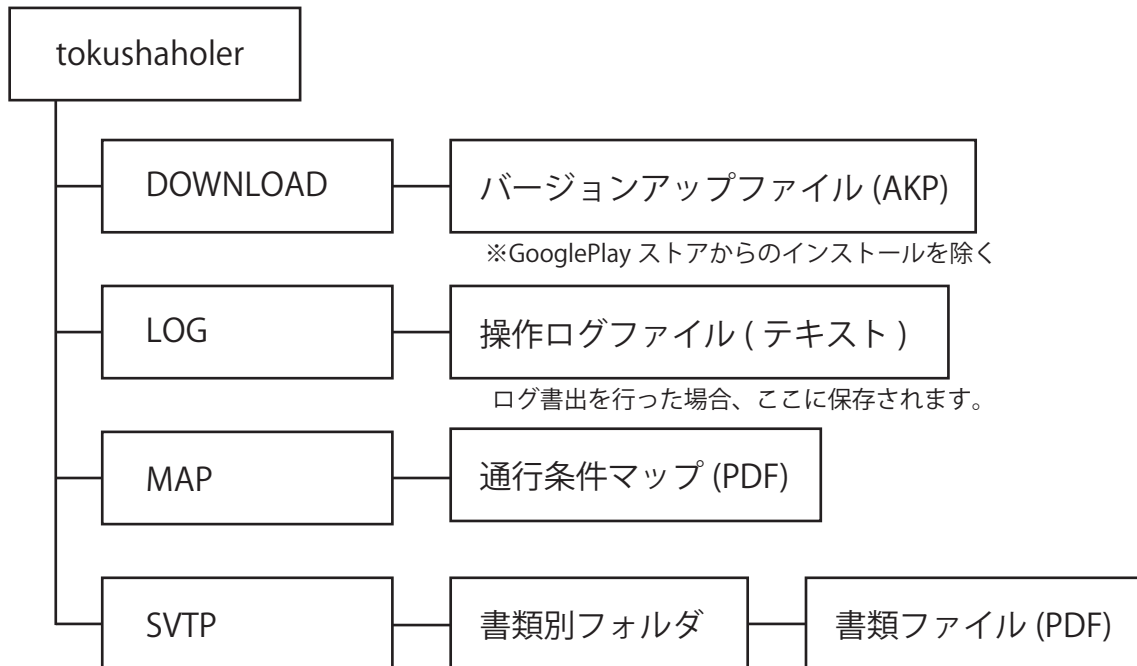 tokushaholer
DOWNLOAD
バージョンアップファイル (AKP)
※GooglePlay ストアからのインストールを除く
LOG
操作ログファイル ( テキスト )
ログ書出を行った場合、ここに保存されます。
MAP
通行条件マップ (PDF)
SVTP
書類別フォルダ
書類ファイル (PDF)